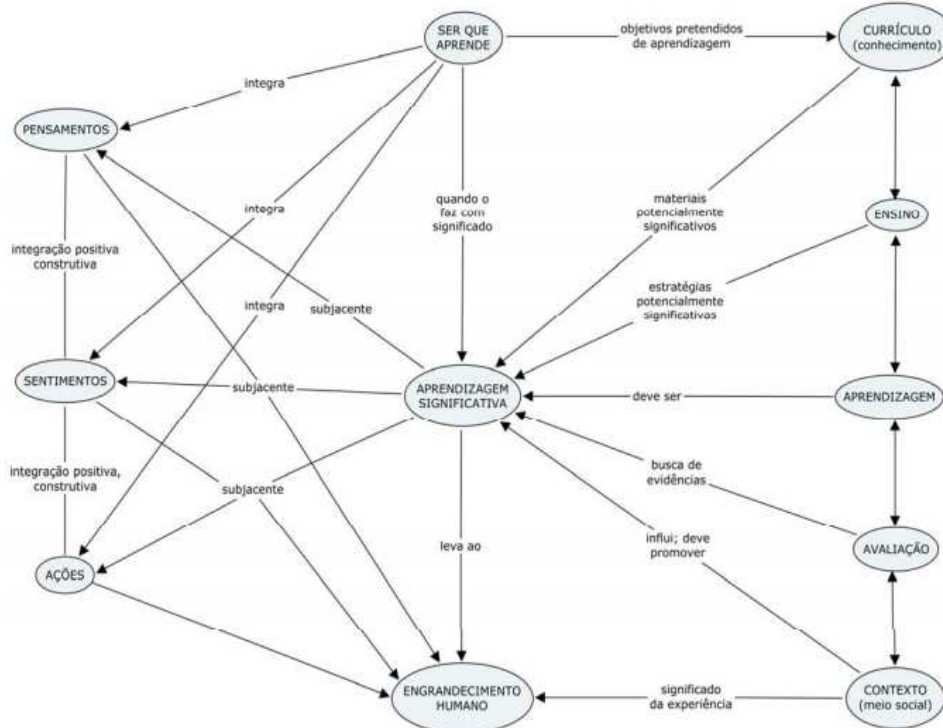 SER QUE
APRENDE
objetivos pretendidos
de aprendizagem
CURRÍCULO
(conhecimento)
integra
PENSAMENTOS
integra
quando o
faz com
significado
materiais
potencialmente
significativos
ENSINO
integração positiva
construtiva
integra
subjacente
estratégias
potencialmente
significativas
SENTIMENTOS
subjacente
APRENDIZAGEM
SIGNIFICATIVA
deve ser
APRENDIZAGEM
integração positiva,
construtiva
subjacente
busca de
evidências
AÇÕES
leva ao
influi; deve
promover
AVALIAÇÃO
ENGRANDECIMENTO
HUMANO
significado
da experiência
CONTEXTO
(meio social)